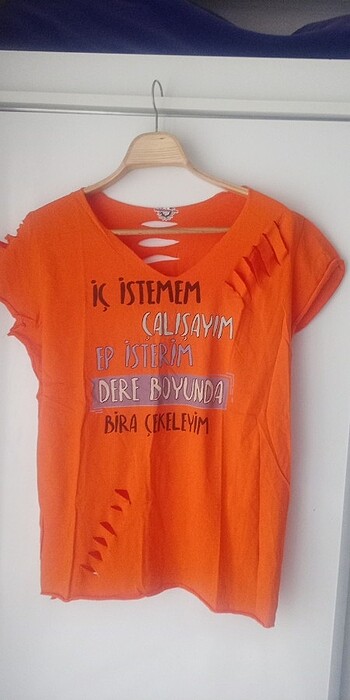 İÇ İSTEMEM
ÇALIŞAYIM
EP İSTERİM
DERE BOYUNDA
BİRA ÇEKELEYİM